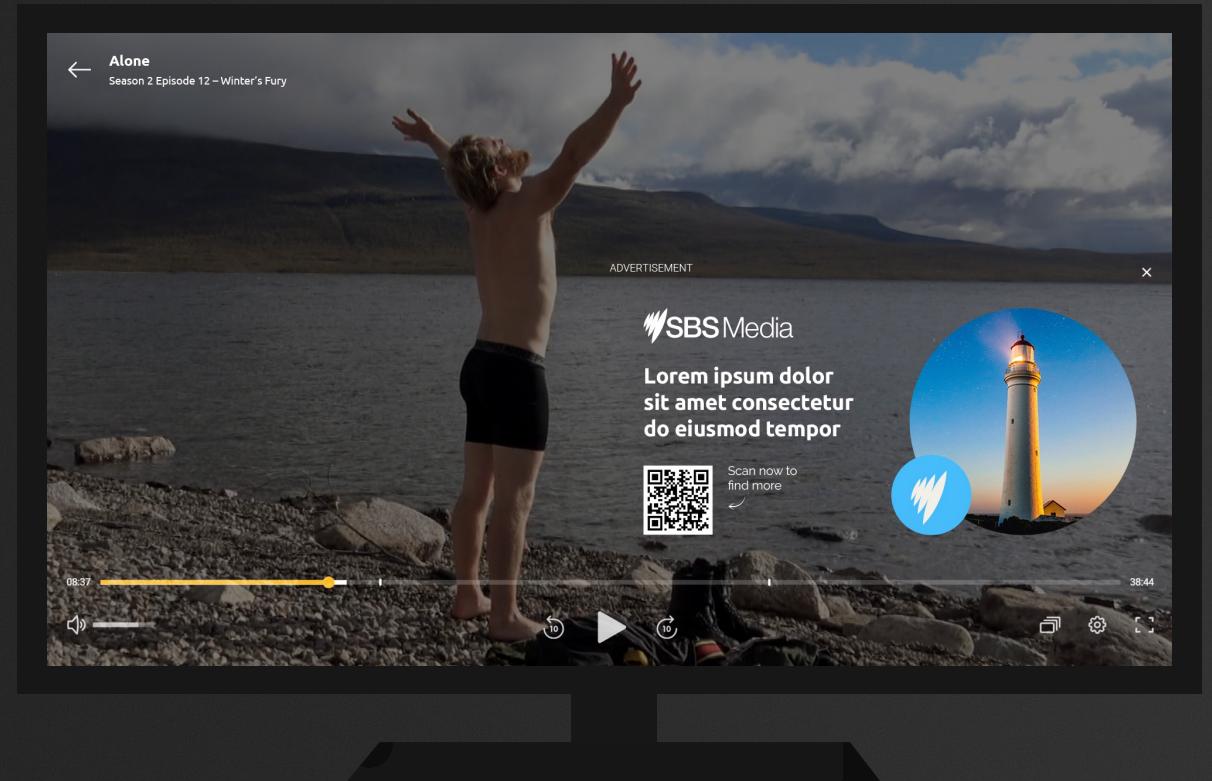 Alone
Season 2 Episode 12 – Winter's Fury
ADVERTISEMENT
SBS Media
Lorem ipsum dolor
sit amet consectetur
do eiusmod tempor
Scan now to
find more
08:37
38:44
10
10